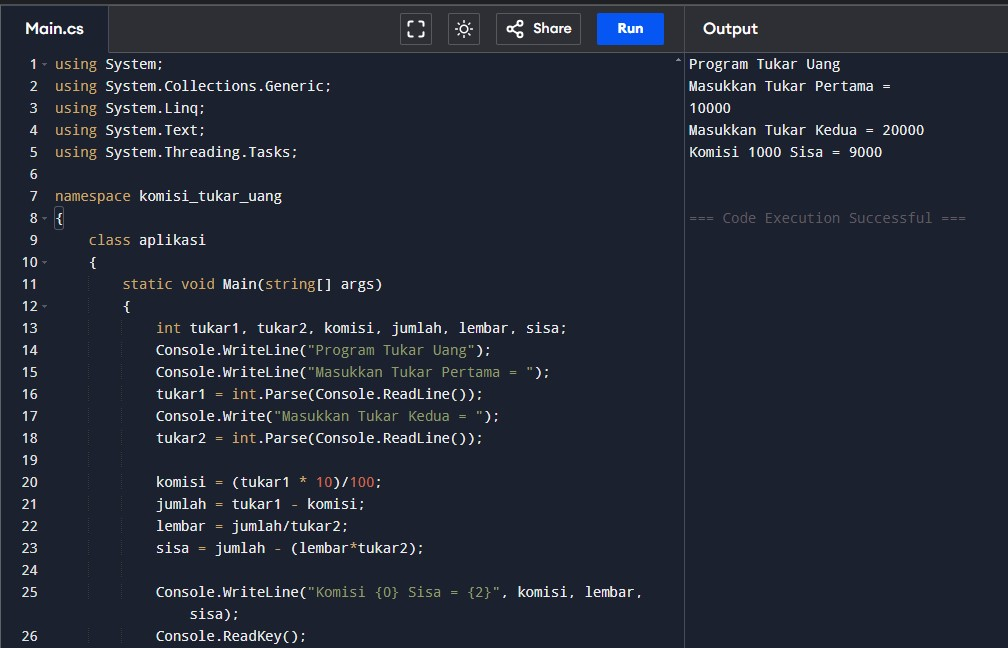 Main.cs
Share
Run
Output
1 using System;
2 using System.Collections.Generic;
3 using System.Linq;
4 using System.Text;
5 using System.Threading.Tasks;
6
7 namespace komisi_tukar_uang
8 {
9     class aplikasi
10     {
11         static void Main(string[] args)
12         {
13             int tukar1, tukar2, komisi, jumlah, lembar, sisa;
14             Console.WriteLine("Program Tukar Uang");
15             Console.WriteLine("Masukkan Tukar Pertama = ");
16             tukar1 = int.Parse(Console.ReadLine());
17             Console.Write("Masukkan Tukar Kedua = ");
18             tukar2 = int.Parse(Console.ReadLine());
19
20             komisi = (tukar1 * 10)/100;
21             jumlah = tukar1 - komisi;
22             lembar = jumlah/tukar2;
23             sisa = jumlah - (lembar*tukar2);
24
25             Console.WriteLine("Komisi {0} Sisa = {2}", komisi, lembar,
                sisa);
26             Console.ReadKey();
Program Tukar Uang
Masukkan Tukar Pertama =
10000
Masukkan Tukar Kedua = 20000
Komisi 1000 Sisa = 9000
=== Code Execution Successful ===